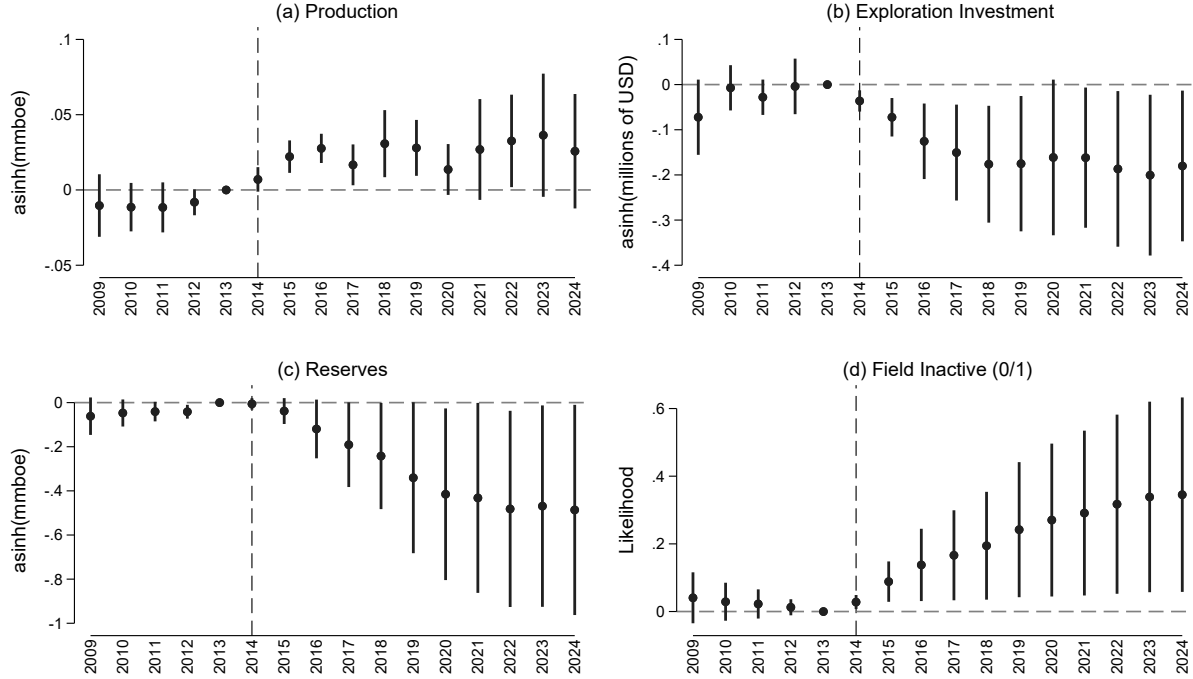 (a) Production
asinh(mmboe)
.1
.05
0
-.05
2009 2010 2011 2012 2013 2014 2015 2016 2017 2018 2019 2020 2021 2022 2023 2024
(b) Exploration Investment
asinh(millions of USD)
.1
0
-.1
-.2
-.3
-.4
2009 2010 2011 2012 2013 2014 2015 2016 2017 2018 2019 2020 2021 2022 2023 2024
(c) Reserves
asinh(mmboe)
0
-.2
-.4
-.6
-.8
-1
2009 2010 2011 2012 2013 2014 2015 2016 2017 2018 2019 2020 2021 2022 2023 2024
(d) Field Inactive (0/1)
Likelihood
.6
.4
.2
0
2009 2010 2011 2012 2013 2014 2015 2016 2017 2018 2019 2020 2021 2022 2023 2024